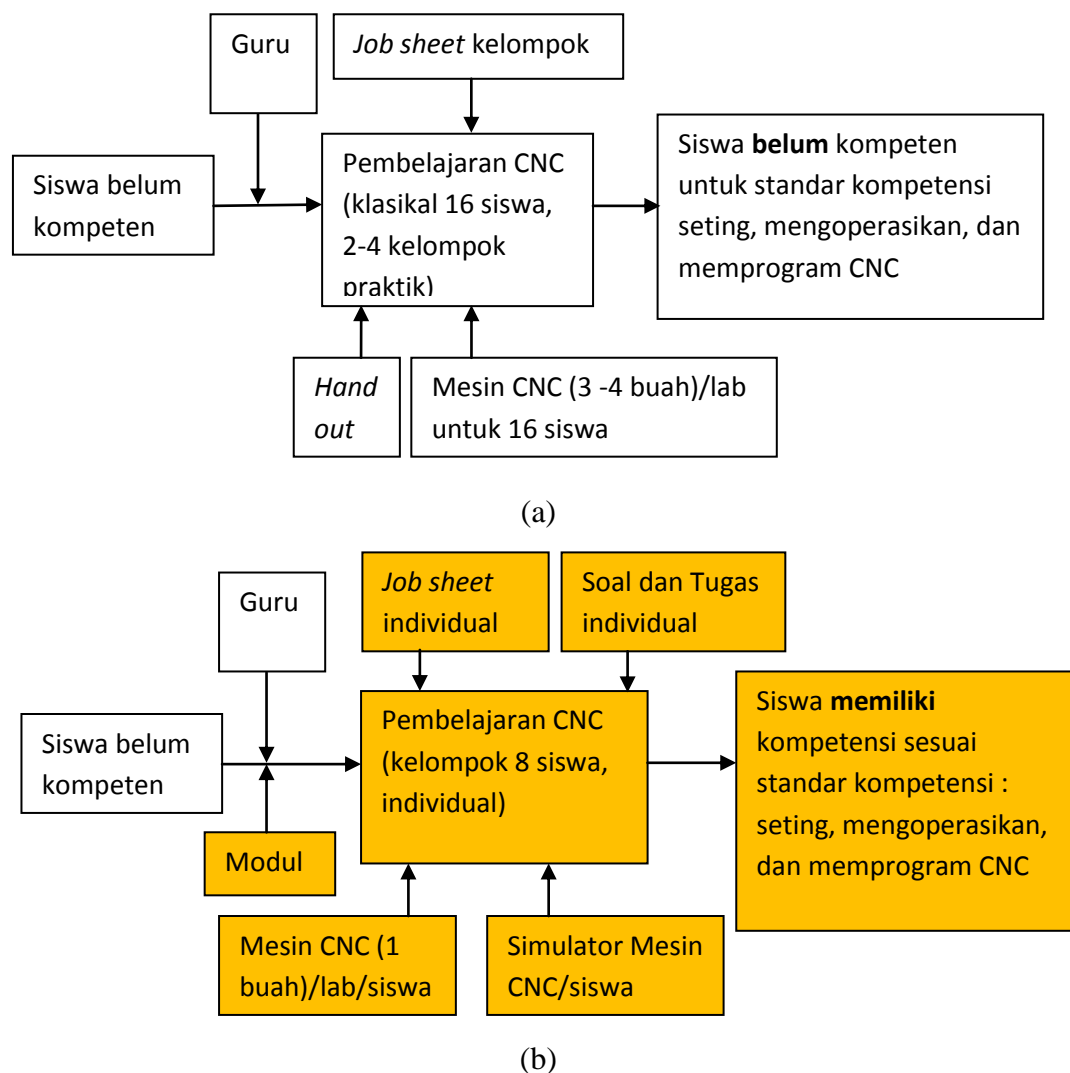 Guru
Job sheet kelompok
Siswa belum
kompeten
Pembelajaran CNC
(klasikal 16 siswa,
2-4 kelompok
praktik)
Siswa belum kompeten
untuk standar kompetensi
seting, mengoperasikan, dan
memprogram CNC
Hand
out
Mesin CNC (3 -4 buah)/lab
untuk 16 siswa
(a)
Guru
Job sheet
individual
Soal dan Tugas
individual
Siswa belum
kompeten
Modul
Pembelajaran CNC
(kelompok 8 siswa,
individual)
Siswa memiliki
kompetensi sesuai
standar kompetensi :
seting, mengoperasikan,
dan memprogram CNC
Mesin CNC (1
buah)/lab/siswa
Simulator Mesin
CNC/siswa
(b)